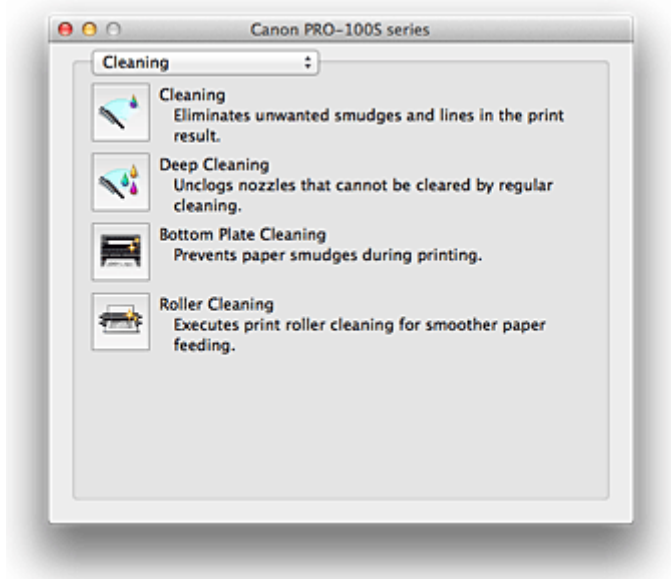 Canon PRO-100S series
Cleaning
Cleaning
Eliminates unwanted smudges and lines in the print
result.
Deep Cleaning
Unclogs nozzles that cannot be cleared by regular
cleaning.
Bottom Plate Cleaning
Prevents paper smudges during printing.
Roller Cleaning
Executes print roller cleaning for smoother paper
feeding.